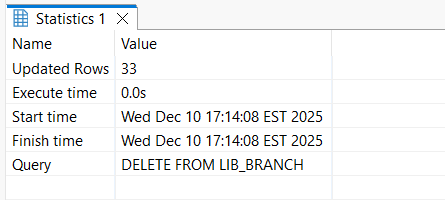 Statistics 1
Name Value
Updated Rows 33
Execute time 0.0s
Start time Wed Dec 10 17:14:08 EST 2025
Finish time Wed Dec 10 17:14:08 EST 2025
Query DELETE FROM LIB_BRANCH